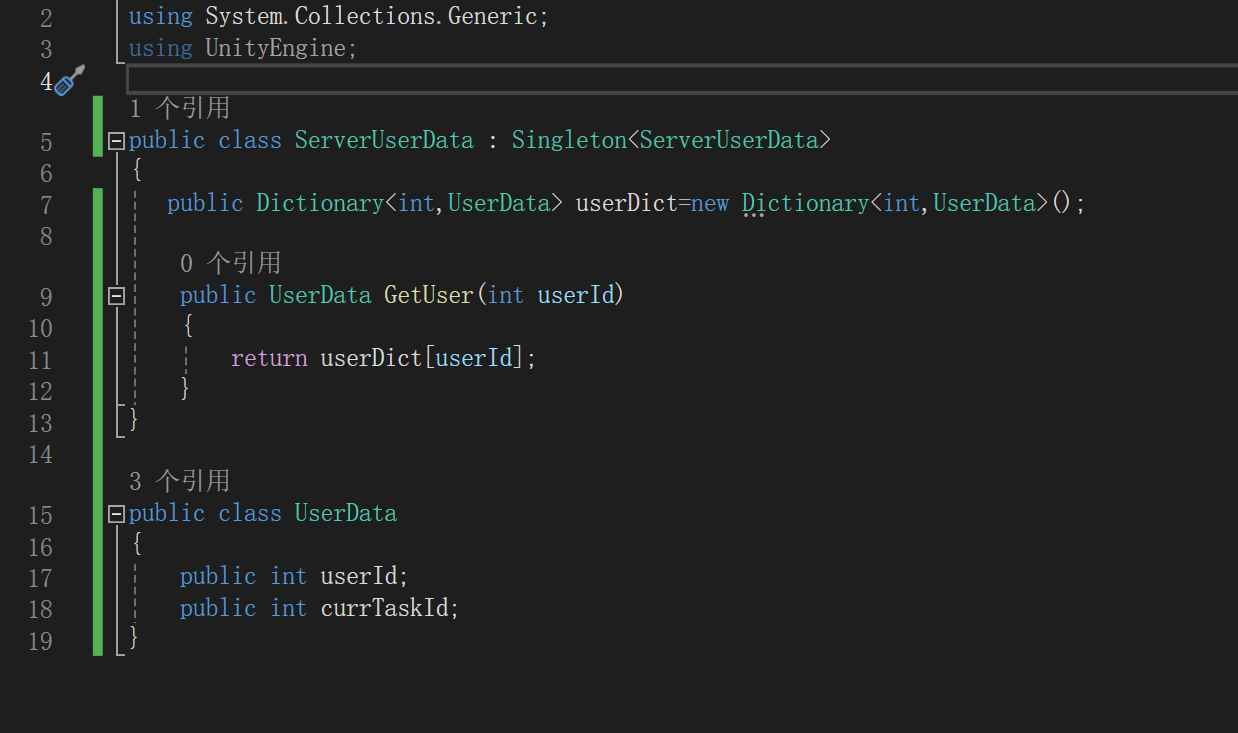 2 using System.Collections.Generic;
3 using UnityEngine;
4
1 个引用
5 public class ServerUserData : Singleton<ServerUserData>
6 {
7 public Dictionary<int,UserData> userDict=new Dictionary<int,UserData>();
8
0 个引用
9 public UserData GetUser(int userId)
10 {
11 return userDict[userId];
12 }
13 }
14
3 个引用
15 public class UserData
16 {
17 public int userId;
18 public int currTaskId;
19 }